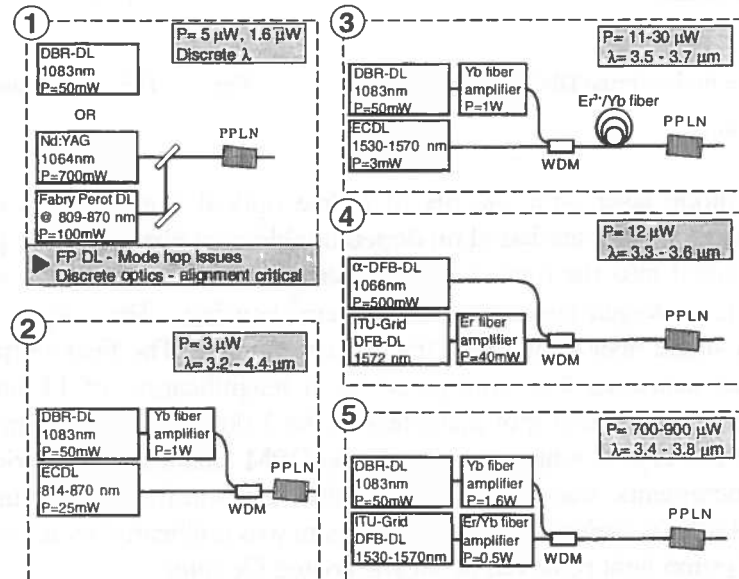 1
P= 5 µW, 1.6 µW
Discrete λ
DBR-DL
1083nm
P=50mW
OR
Nd:YAG
1064nm
P=700mW
Fabry Perot DL
@ 809-870 nm
P=100mW
PPLN
FP DL - Mode hop issues
Discrete optics - alignment critical
2
P= 3 µW
λ= 3.2 - 4.4 µm
DBR-DL
1083nm
P=50mW
Yb fiber
amplifier
P=1W
ECDL
814-870 nm
P=25mW
WDM
PPLN
3
P= 11-30 µW
λ= 3.5 - 3.7 µm
DBR-DL
1083nm
P=50mW
Yb fiber
amplifier
P=1W
ECDL
1530-1570 nm
P=3mW
WDM
Er³⁺/Yb fiber
PPLN
4
P= 12 µW
λ= 3.3 - 3.6 µm
α-DFB-DL
1066nm
P=500mW
ITU-Grid
DFB-DL
1572 nm
Er fiber
amplifier
P=40mW
WDM
PPLN
5
P= 700-900 µW
λ= 3.4 - 3.8 µm
DBR-DL
1083nm
P=50mW
Yb fiber
amplifier
P=1.6W
ITU-Grid
DFB-DL
1530-1570nm
Er/Yb fiber
amplifier
P=0.5W
WDM
PPLN